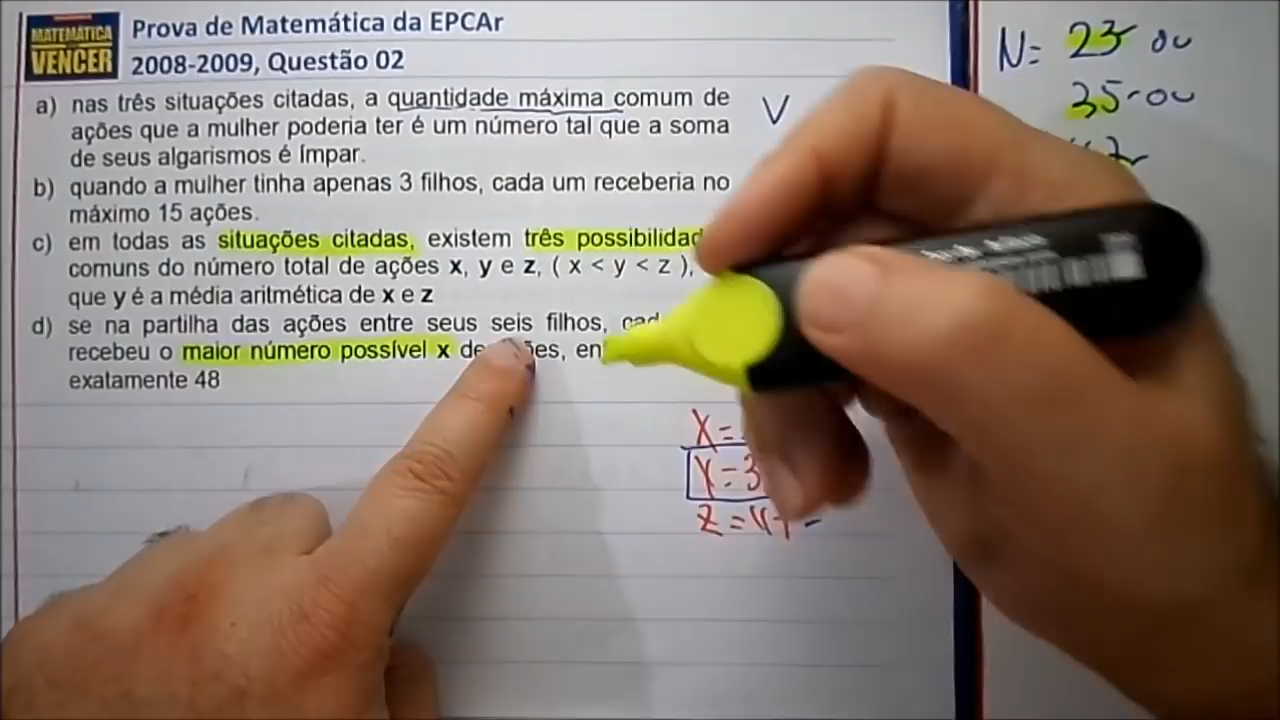 MATEMÁTICA
VENCER
Prova de Matemática da EPCAr
2008-2009, Questão 02
a) nas três situações citadas, a quantidade máxima comum de
ações que a mulher poderia ter é um número tal que a soma
de seus algarismos é ímpar.
V
b) quando a mulher tinha apenas 3 filhos, cada um receberia no
máximo 15 ações.
c) em todas as situações citadas, existem três
comuns do número total de ações x, y e z, ( x < y < z ),
que y é a média aritmética de x e z
d) se na partilha das ações entre seus seis filhos,
recebeu o maior número possível x
exatamente 48
N= 23 ou
35 ou
X =
Y = 3
Z = 47